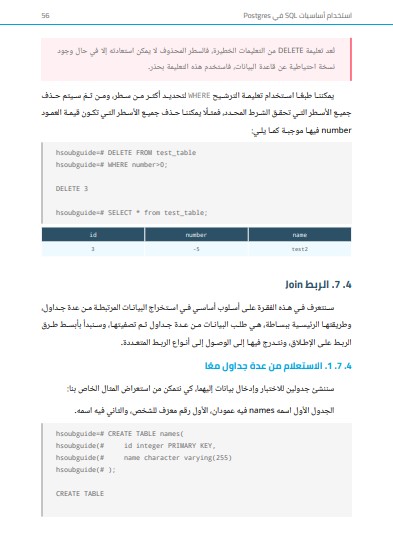 استخدام أساسيات SQL في Postgres
56
تُعد تعليمة DELETE من التعليمات الخطيرة، فالسطر المحذوف لا يمكن استعادته إلا في حال وجود
نسخة احتياطية عن قاعدة البيانات، فاستخدم هذه التعليمة بحذر.
يمكننا طبعًا استخدام تعليمة الترشيح WHERE لتحديد أكثر من سطر، ومن ثمّ سيتم حذف
جميع الأسطر التي تحقق الشرط المحدد، فمثلًا يمكننا حذف جميع الأسطر التي تكون قيمة العمود
number فيها موجبة كما يلي:
hsoubguide=# DELETE FROM test_table
hsoubguide=# WHERE number>0;
DELETE 3
hsoubguide=# SELECT * from test_table;
id number name
3 -5 test2
4. 7. الربط Join
سنتعرف في هذه الفقرة على أسلوب أساسي في استخراج البيانات المرتبطة من عدة جداول،
وطريقتها الرئيسية ببساطة، هي طلب البيانات من عدة جداول ثم تصفيتها، وسنبدأ بأبسط طرق
الربط على الإطلاق، ونتدرج فيها إلى الوصول إلى أنواع الربط المتعددة.
4. 7. 1. الاستعلام من عدة جداول معًا
سننشئ جدولين للاختبار وإدخال بيانات إليهما، كي نتمكن من استعراض المثال الخاص بنا:
الجدول الأول اسمه names فيه عمودان، الأول رقم معرف للشخص، والثاني فيه اسمه.
hsoubguide=# CREATE TABLE names(
hsoubguide(# id integer PRIMARY KEY,
hsoubguide(# name character varying(255)
hsoubguide(# );
CREATE TABLE